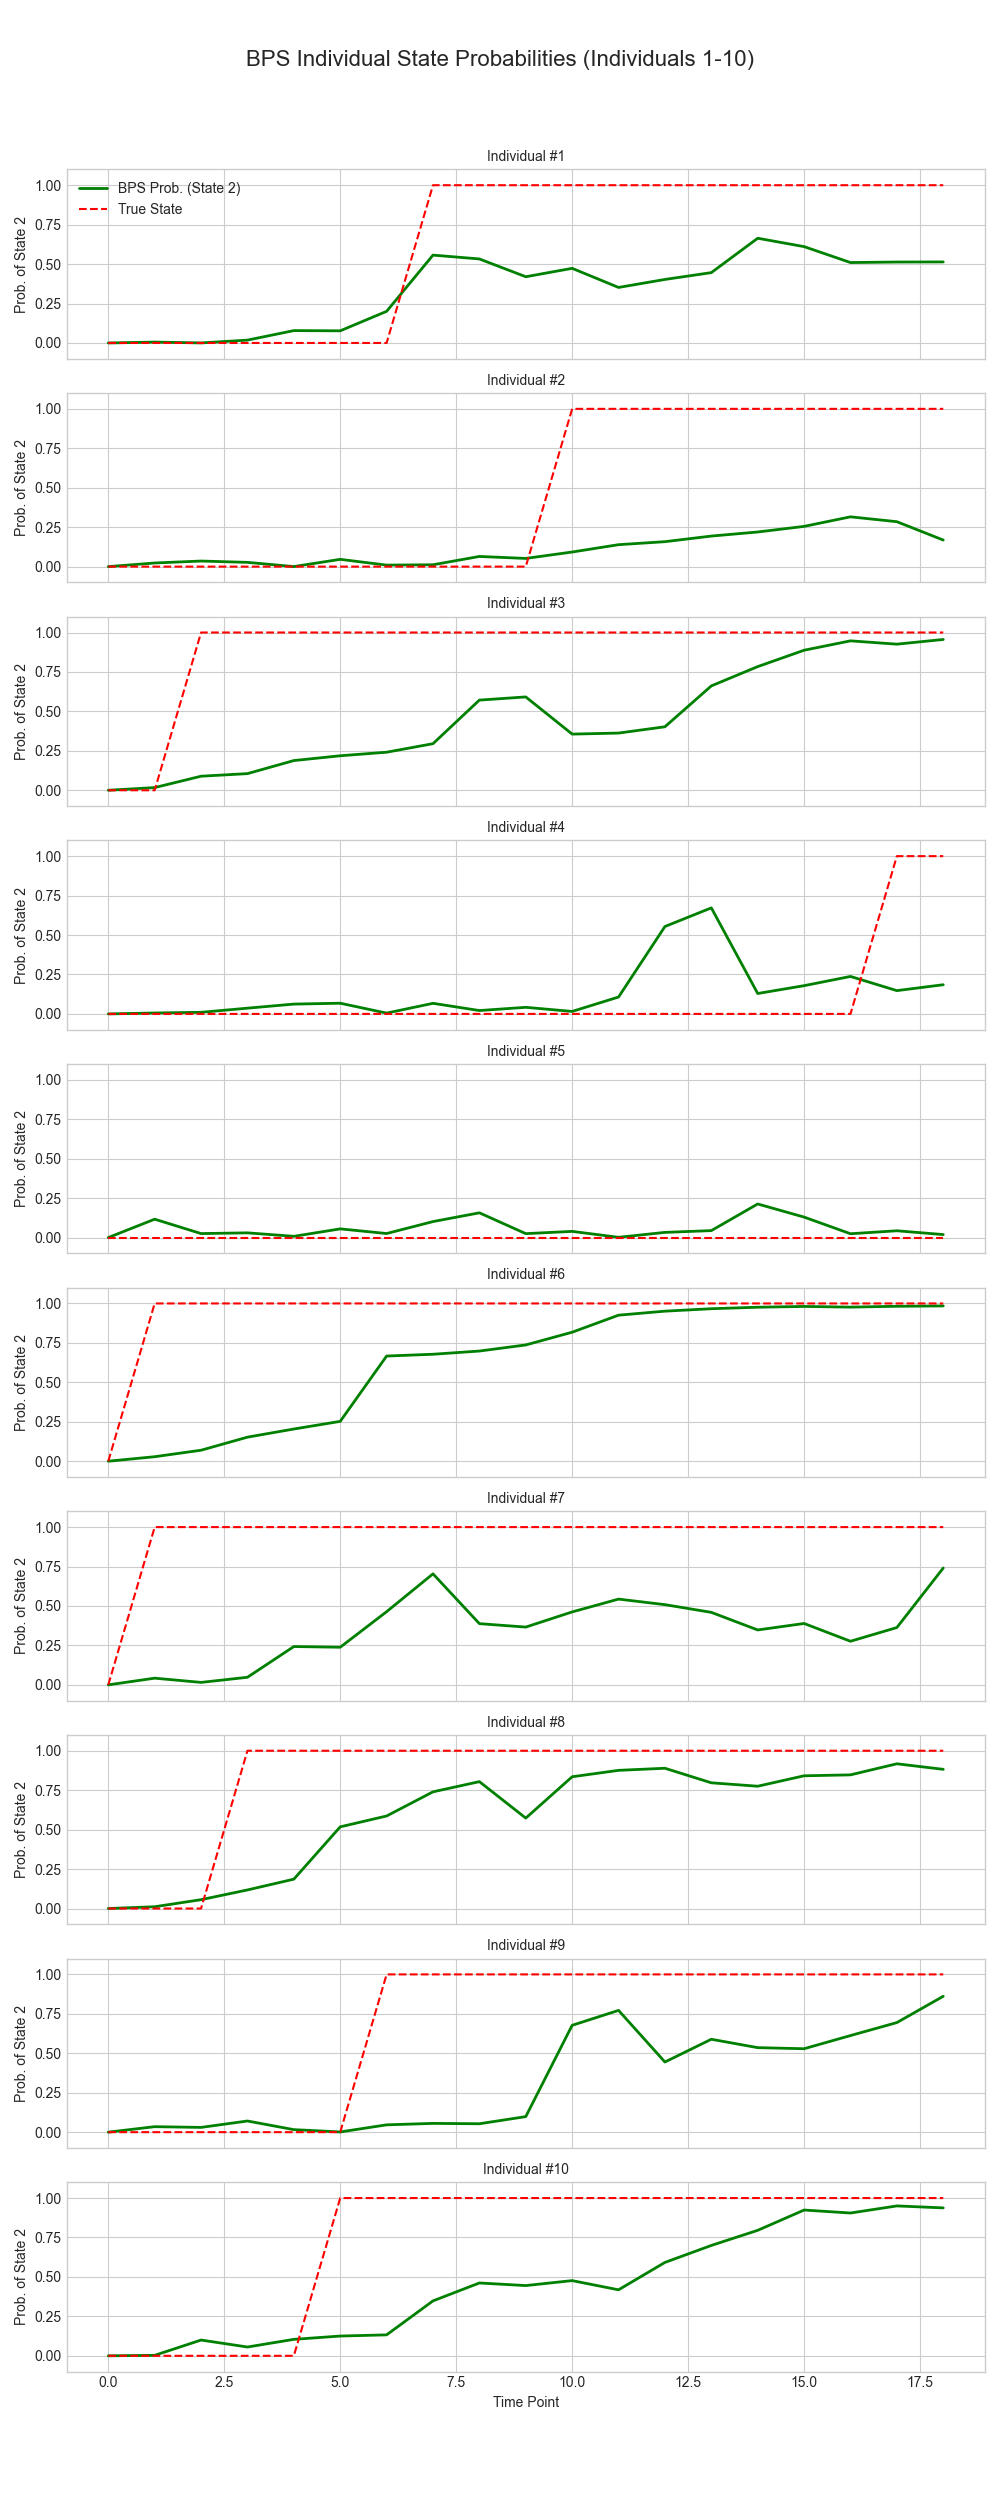 BPS Individual State Probabilities (Individuals 1-10)
Individual #1
BPS Prob. (State 2)
True State
Prob. of State 2
1.00
0.75
0.50
0.25
0.00
Individual #2
Prob. of State 2
1.00
0.75
0.50
0.25
0.00
Individual #3
Prob. of State 2
1.00
0.75
0.50
0.25
0.00
Individual #4
Prob. of State 2
1.00
0.75
0.50
0.25
0.00
Individual #5
Prob. of State 2
1.00
0.75
0.50
0.25
0.00
Individual #6
Prob. of State 2
1.00
0.75
0.50
0.25
0.00
Individual #7
Prob. of State 2
1.00
0.75
0.50
0.25
0.00
Individual #8
Prob. of State 2
1.00
0.75
0.50
0.25
0.00
Individual #9
Prob. of State 2
1.00
0.75
0.50
0.25
0.00
Individual #10
Prob. of State 2
1.00
0.75
0.50
0.25
0.00
0.0 2.5 5.0 7.5 10.0 12.5 15.0 17.5
Time Point